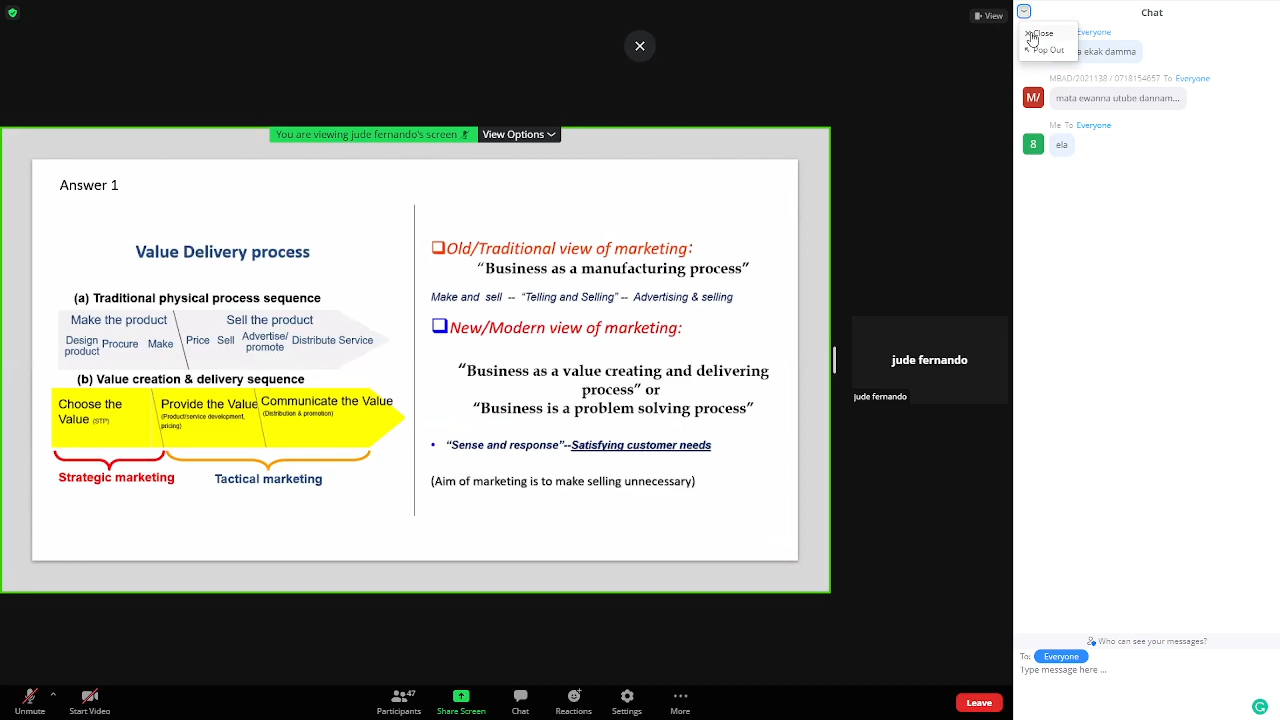 View
You are viewing jude fernando's screen
View Options
Answer 1
Value Delivery process
(a) Traditional physical process sequence
Make the product
Sell the product
Design product
Procure
Make
Price
Sell
Advertise/ promote
Distribute
Service
(b) Value creation & delivery sequence
Choose the Value (STP)
Provide the Value
(Product/service development, pricing)
Communicate the Value
(Distribution & promotion)
Strategic marketing
Tactical marketing
Old/Traditional view of marketing:
“Business as a manufacturing process”
Make and sell -- “Telling and Selling”-- Advertising & selling
New/Modern view of marketing:
“Business as a value creating and delivering
process” or
“Business is a problem solving process”
• “Sense and response”--Satisfying customer needs
(Aim of marketing is to make selling unnecessary)
jude fernando
jude fernando
Chat
Close
Pop Out
Everyone
ekak damma
MBAD/2021138 / 0718154657 To Everyone
M/
mata ewanna utube dannam...
Me To Everyone
8
ela
Who can see your messages?
To: Everyone
Type message here ...
Unmute
Start Video
47
Participants
Share Screen
Chat
Reactions
Settings
More
Leave